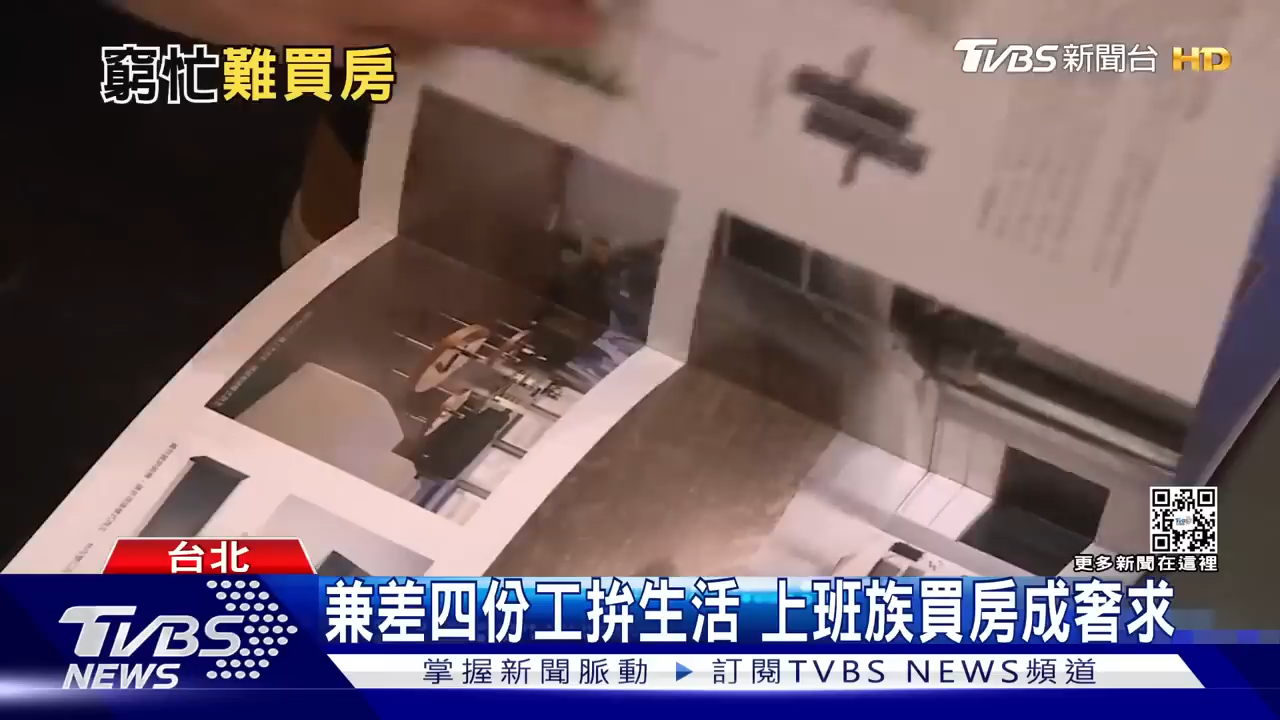 窮忙難買房
TVBS新聞台 HD
更多新聞在這裡
台北
兼差四份工拚生活 上班族買房成奢求
TVBS NEWS
掌握新聞脈動 ▶ 訂閱TVBS NEWS頻道